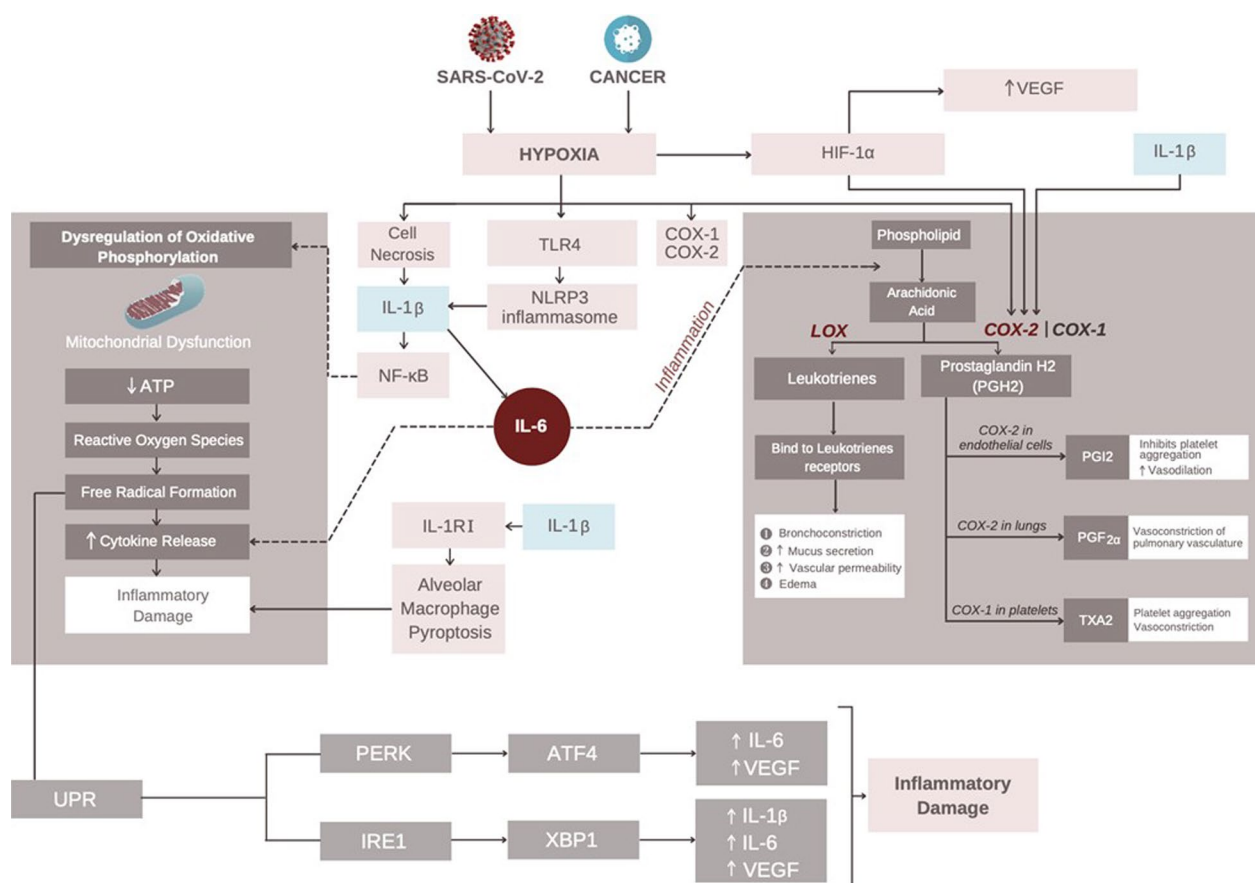 SARS-CoV-2
CANCER
↑VEGF
HYPOXIA
HIF-1α
IL-1β
Dysregulation of Oxidative
Phosphorylation
Mitochondrial Dysfunction
↓ATP
Reactive Oxygen Species
Free Radical Formation
↑ Cytokine Release
Inflammatory
Damage
Cell
Necrosis
TLR4
COX-1
COX-2
IL-1β
NLRP3
inflammasome
NF-κB
IL-6
Inflammation
IL-1RI
IL-1β
Alveolar
Macrophage
Pyroptosis
Phospholipid
Arachidonic
Acid
LOX
COX-2 | COX-1
Leukotrienes
Prostaglandin H2
(PGH2)
Bind to Leukotrienes
receptors
1 Bronchoconstriction
2 ↑ Mucus secretion
3 ↑ Vascular permeability
4 Edema
COX-2 in
endothelial cells
PGI2
Inhibits platelet
aggregation
↑ Vasodilation
COX-2 in lungs
PGF2α
Vasoconstriction of
pulmonary vasculature
COX-1 in platelets
TXA2
Platelet aggregation
Vasoconstriction
UPR
PERK
ATF4
↑ IL-6
↑ VEGF
IRE1
XBP1
↑ IL-1β
↑ IL-6
↑ VEGF
Inflammatory
Damage